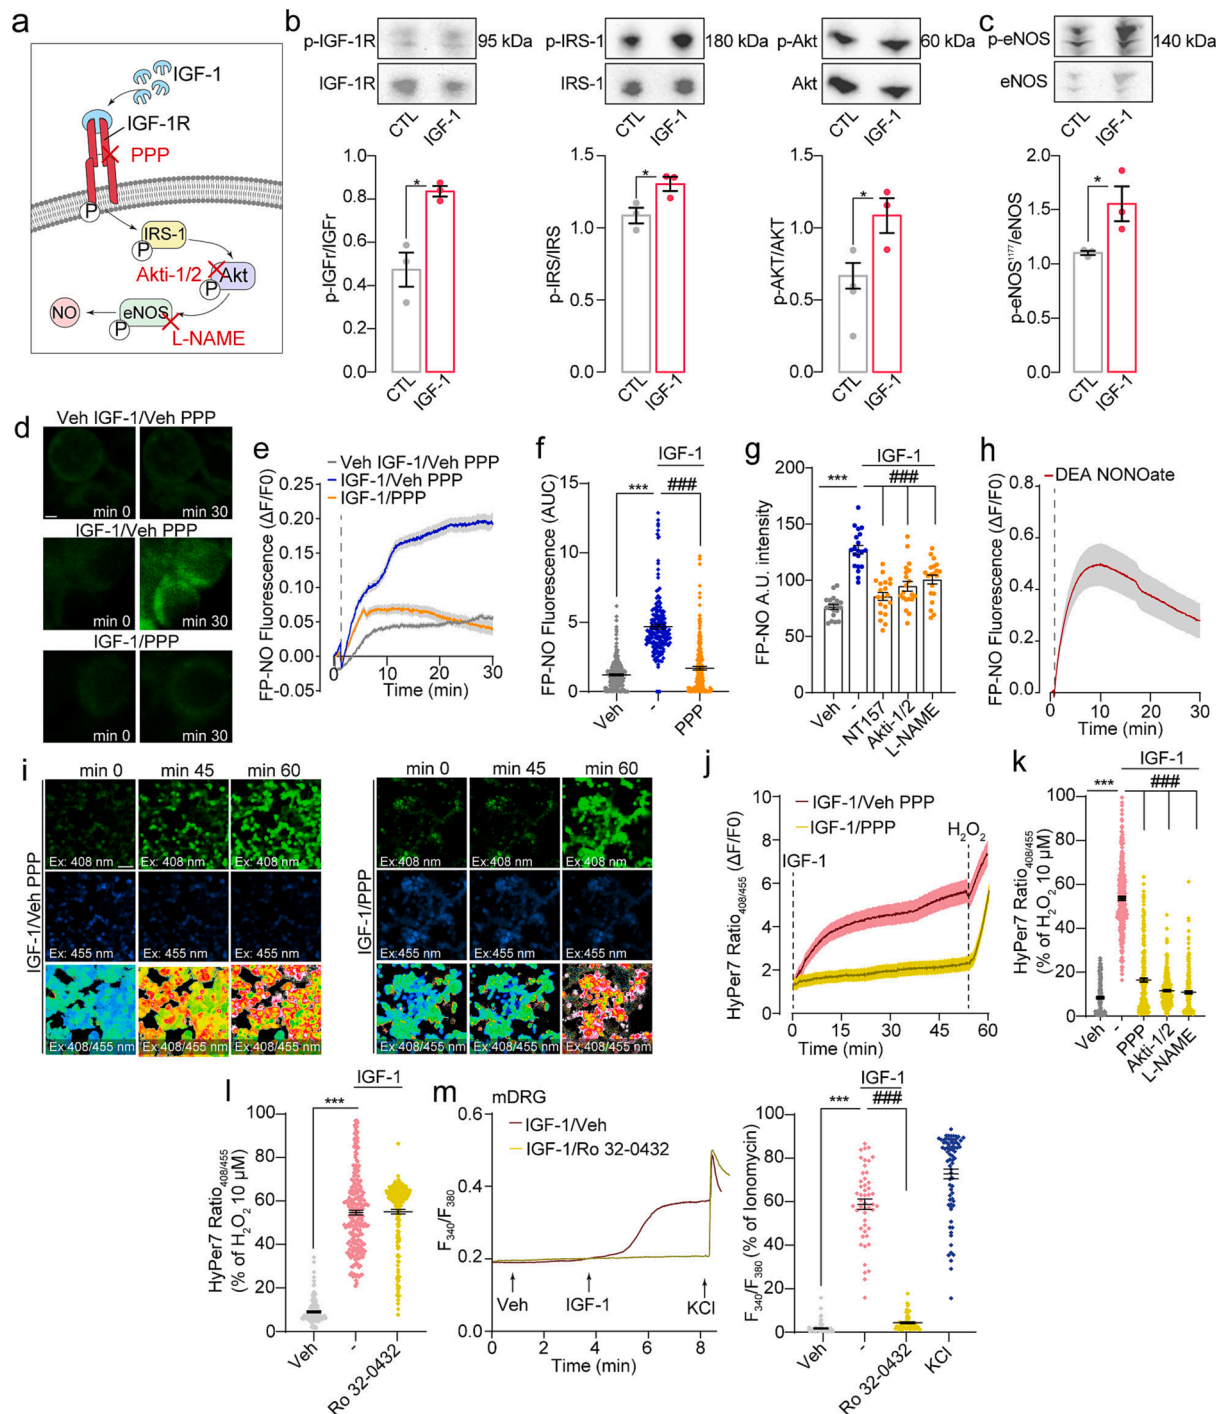 a
IGF-1
IGF-1R
PPP
P
IRS-1
P
Akti-1/2
Akt
P
NO
eNOS
P
L-NAME
b
p-IGF-1R
95 kDa
IGF-1R
CTL
IGF-1
p-IGFr/IGFr
1.0
0.8
0.6
0.4
0.2
0.0
*
CTL
IGF-1
p-IRS-1
180 kDa
IRS-1
CTL
IGF-1
p-IRS/IRS
1.5
1.0
0.5
0.0
*
CTL
IGF-1
p-Akt
60 kDa
Akt
CTL
IGF-1
p-AKT/AKT
1.5
1.0
0.5
0.0
*
CTL
IGF-1
c
p-eNOS
140 kDa
eNOS
CTL
IGF-1
p-eNOS1177/eNOS
2.0
1.5
1.0
0.5
0.0
*
CTL
IGF-1
d
Veh IGF-1/Veh PPP
min 0
min 30
IGF-1/Veh PPP
min 0
min 30
IGF-1/PPP
min 0
min 30
e
Veh IGF-1/Veh PPP
IGF-1/Veh PPP
IGF-1/PPP
FP-NO Fluorescence (ΔF/F0)
0.20
0.15
0.10
0.05
0.00
-0.05
0
10
20
30
Time (min)
f
IGF-1
***
###
FP-NO Fluorescence (AUC)
15
10
5
0
Veh
-
PPP
g
IGF-1
***
###
FP-NO A.U. intensity
200
150
100
50
0
Veh
-
NT157
Akti-1/2
L-NAME
h
DEA NONOate
FP-NO Fluorescence (ΔF/F0)
0.8
0.6
0.4
0.2
0.0
0
10
20
30
Time (min)
i
min 0
min 45
min 60
IGF-1/Veh PPP
Ex: 408 nm
Ex: 408 nm
Ex: 408 nm
Ex: 455 nm
Ex: 455 nm
Ex: 455 nm
Ex:408/455 nm
Ex:408/455 nm
Ex:408/455 nm
min 0
min 45
min 60
IGF-1/PPP
Ex:408 nm
Ex:408 nm
Ex:408 nm
Ex:455 nm
Ex:455 nm
Ex:455 nm
Ex:408/455 nm
Ex:408/455 nm
Ex:408/455 nm
j
IGF-1/Veh PPP
IGF-1/PPP
H2O2
IGF-1
HyPer7 Ratio408/455 (ΔF/F0)
10
8
6
4
2
0
0
15
30
45
60
Time (min)
k
IGF-1
***
###
HyPer7 Ratio408/455
(% of H2O2 10 µM)
100
80
60
40
20
0
Veh
-
PPP
Akti-1/2
L-NAME
l
IGF-1
***
HyPer7 Ratio408/455
(% of H2O2 10 µM)
100
80
60
40
20
0
Veh
-
Ro 32-0432
m
mDRG
IGF-1/Veh
IGF-1/Ro 32-0432
F340/F380
0.6
0.4
0.2
0.0
Veh
IGF-1
KCl
0
2
4
6
8
Time (min)
IGF-1
***
###
F340/F380 (% of Ionomycin)
100
80
60
40
20
0
Veh
-
Ro 32-0432
KCl